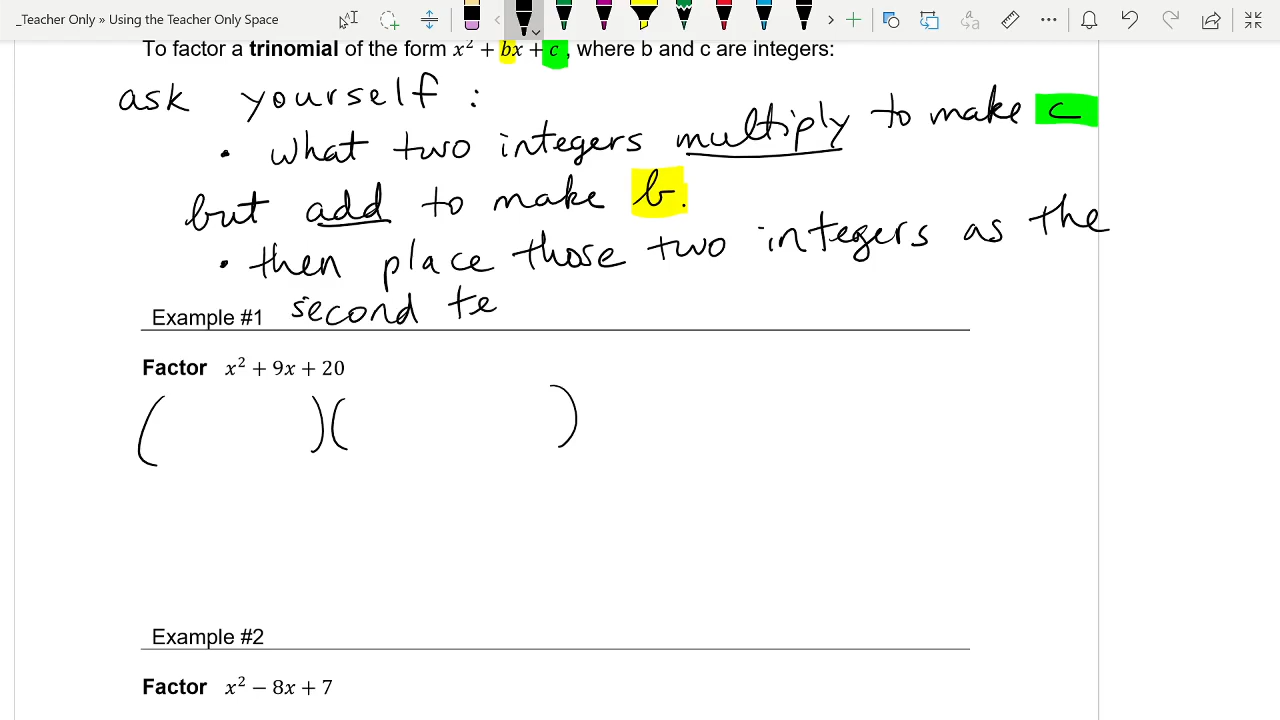 _Teacher Only » Using the Teacher Only Space
To factor a trinomial of the form x² + bx + c, where b and c are integers:
ask yourself :
• what two integers multiply to make c
but add to make b.
• then place those two integers as the
second te
Example #1
Factor x² + 9x + 20
( )( )
Example #2
Factor x² − 8x + 7